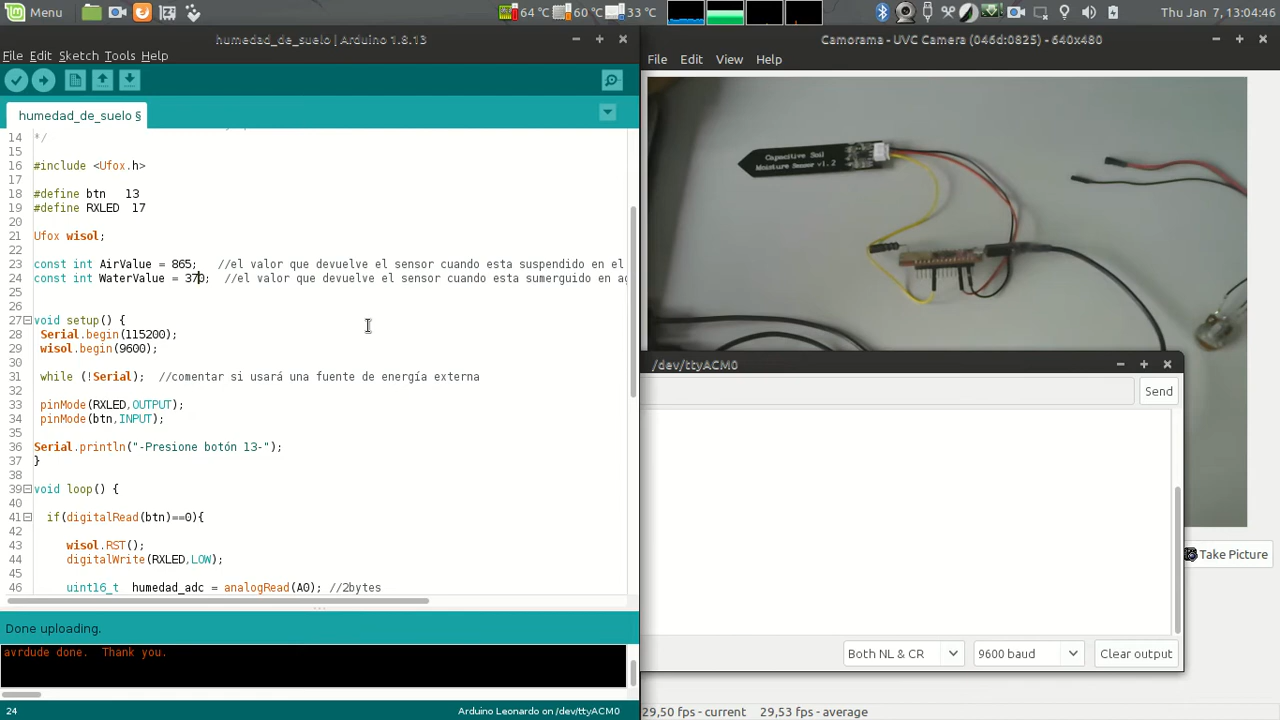 Menu
64 °C
60 °C
33 °C
Thu Jan 7, 13:04:46
humedad_de_suelo | Arduino 1.8.13
File Edit Sketch Tools Help
humedad_de_suelo §
14 */
15
16 #include <Ufox.h>
17
18 #define btn 13
19 #define RXLED 17
20
21 Ufox wisol;
22
23 const int AirValue = 865; //el valor que devuelve el sensor cuando esta suspendido en el
24 const int WaterValue = 370; //el valor que devuelve el sensor cuando esta sumerguido en ag
25
26
27 void setup() {
28 Serial.begin(115200);
29 wisol.begin(9600);
30
31 while (!Serial); //comentar si usará una fuente de energía externa
32
33 pinMode(RXLED,OUTPUT);
34 pinMode(btn,INPUT);
35
36 Serial.println("-Presione botón 13-");
37 }
38
39 void loop() {
40
41 if(digitalRead(btn)==0){
42
43 wisol.RST();
44 digitalWrite(RXLED,LOW);
45
46 uint16_t humedad_adc = analogRead(A0); //2bytes
Done uploading.
avrdude done. Thank you.
24
Arduino Leonardo on /dev/ttyACM0
Camorama - UVC Camera (046d:0825) - 640x480
File Edit View Help
Capacitive Soil
Moisture Sensor v1.2
/dev/ttyACM0
Send
Both NL & CR
9600 baud
Clear output
Take Picture
29,50 fps - current 29,53 fps - average